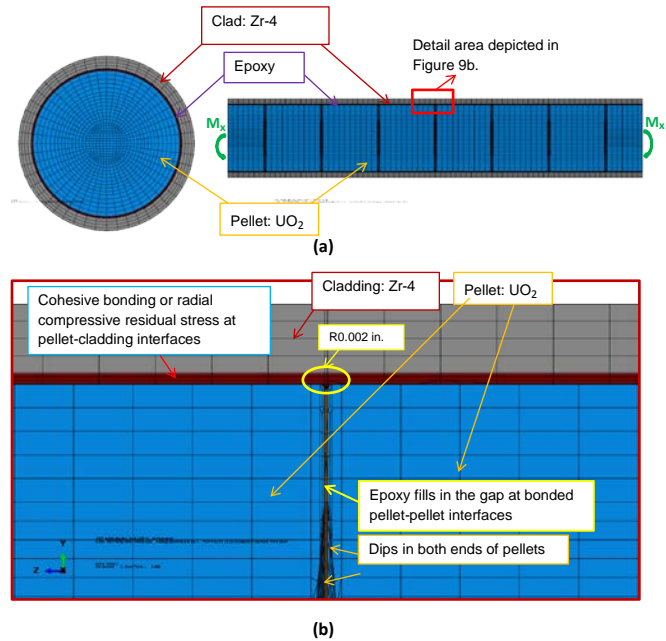 Clad: Zr-4
Epoxy
Detail area depicted in
Figure 9b.
Mx
Mx
Pellet: UO2
(a)
Cladding: Zr-4
Pellet: UO2
Cohesive bonding or radial
compressive residual stress at
pellet-cladding interfaces
R0.002 in.
Epoxy fills in the gap at bonded
pellet-pellet interfaces
Dips in both ends of pellets
Y
Z
X
(b)